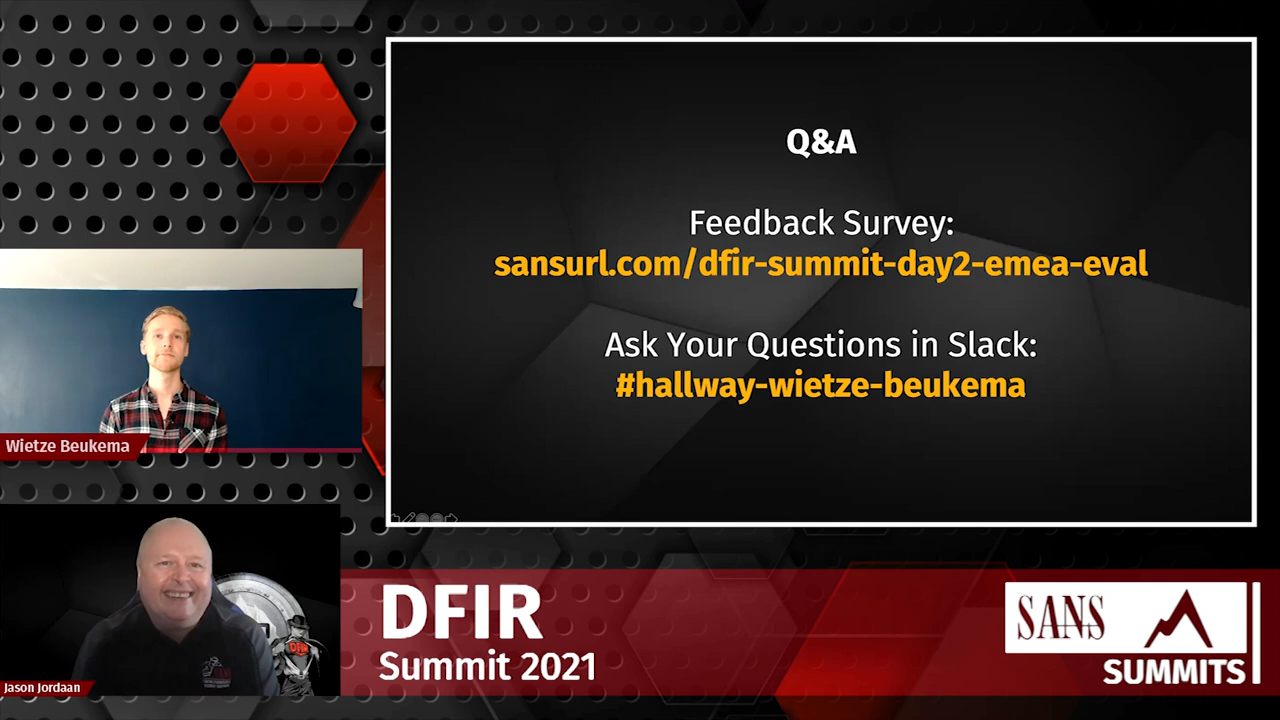 Q&A
Feedback Survey:
sansurl.com/dfir-summit-day2-emea-eval
Ask Your Questions in Slack:
#hallway-wietze-beukema
Wietze Beukema
DFIR
Jason Jordaan
DFIR
Summit 2021
SANS
SUMMITS